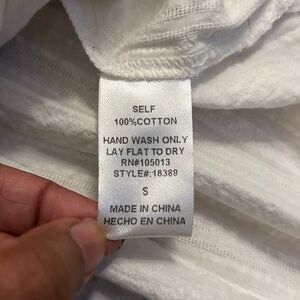 SELF
100%COTTON
HAND WASH ONLY
LAY FLAT TO DRY
RN#105013
STYLE#:18389
S
MADE IN CHINA
HECHO EN CHINA